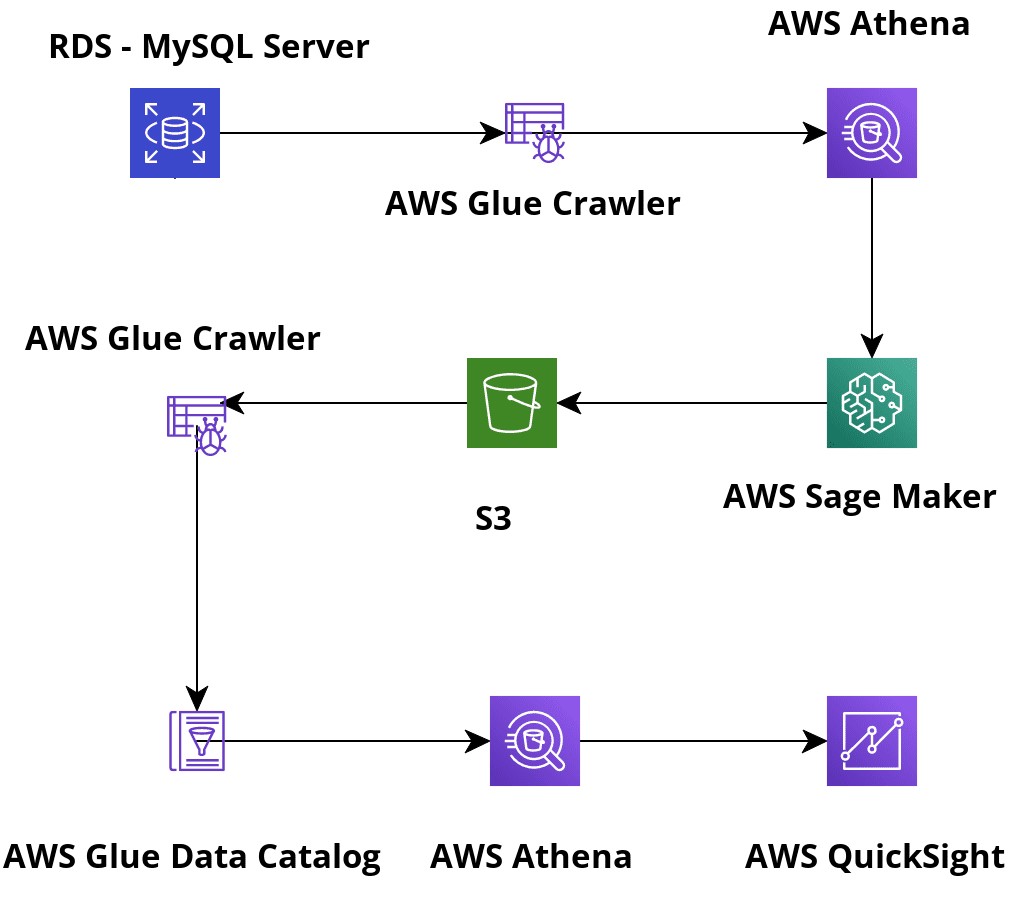 AWS Athena
RDS - MySQL Server
AWS Glue Crawler
AWS Glue Crawler
AWS Sage Maker
S3
AWS Glue Data Catalog
AWS Athena
AWS QuickSight